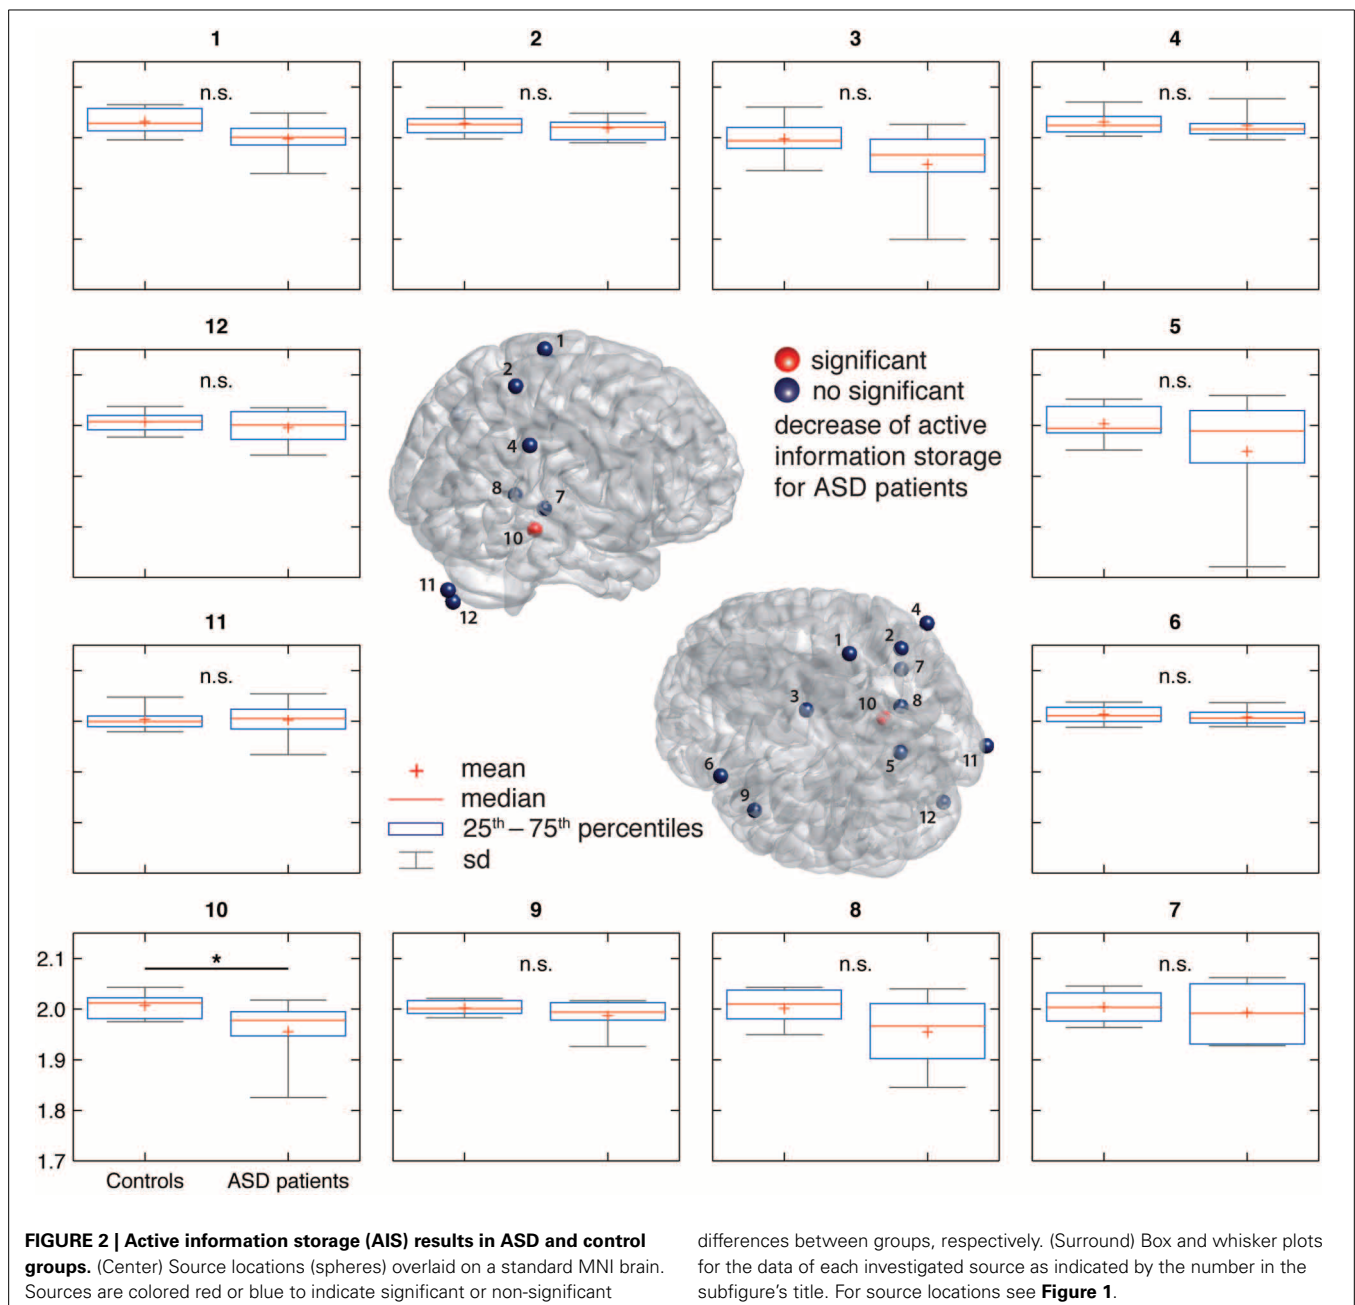 1
2
3
4
n.s.
n.s.
n.s.
n.s.
12
5
n.s.
n.s.
1
2
4
8
7
10
11
12
significant
no significant
decrease of active
information storage
for ASD patients
11
6
n.s.
n.s.
4
1
2
7
3
10
8
6
5
11
9
12
mean
median
25th – 75th percentiles
sd
10
9
8
7
2.1
2.0
1.9
1.8
1.7
*
n.s.
n.s.
n.s.
Controls ASD patients
FIGURE 2 | Active information storage (AIS) results in ASD and control
groups. (Center) Source locations (spheres) overlaid on a standard MNI brain.
Sources are colored red or blue to indicate significant or non-significant
differences between groups, respectively. (Surround) Box and whisker plots
for the data of each investigated source as indicated by the number in the
subfigure's title. For source locations see Figure 1.